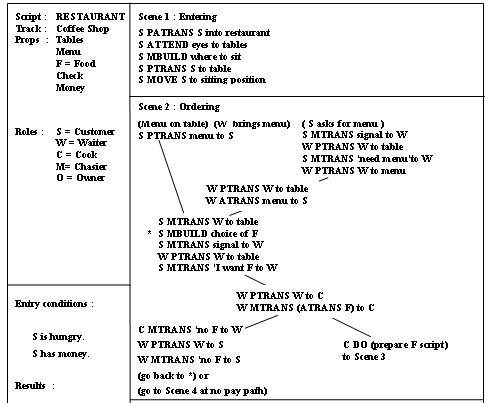 Script : RESTAURANT
Track : Coffee Shop
Props : Tables
Menu
F = Food
Check
Money
Roles : S = Customer
W = Waiter
C = Cook
M= Chasier
O = Owner
Entry conditions :
S is hungry.
S has money.
Results :
Scene 1 : Entering
S PATRANS S into restaurant
S ATTEND eyes to tables
S MBUILD where to sit
S PTRANS S to table
S MOVE S to sitting position
Scene 2 : Ordering
(Menu on table) (W brings menu) ( S asks for menu )
S PTRANS menu to S
S MTRANS signal to W
W PTRANS W to table
S MTRANS 'need menu'to W
W PTRANS W to menu
W PTRANS W to table
W ATRANS menu to S
S MTRANS W to table
* S MBUILD choice of F
S MTRANS signal to W
W PTRANS W to table
S MTRANS 'I want F to W
W PTRANS W to C
W MTRANS (ATRANS F) to C
C MTRANS 'no F to W
W PTRANS W to S
W MTRANS 'no F to S
(go back to *) or
(go to Scene 4 at no pay path)
C DO (prepare F script)
to Scene 3